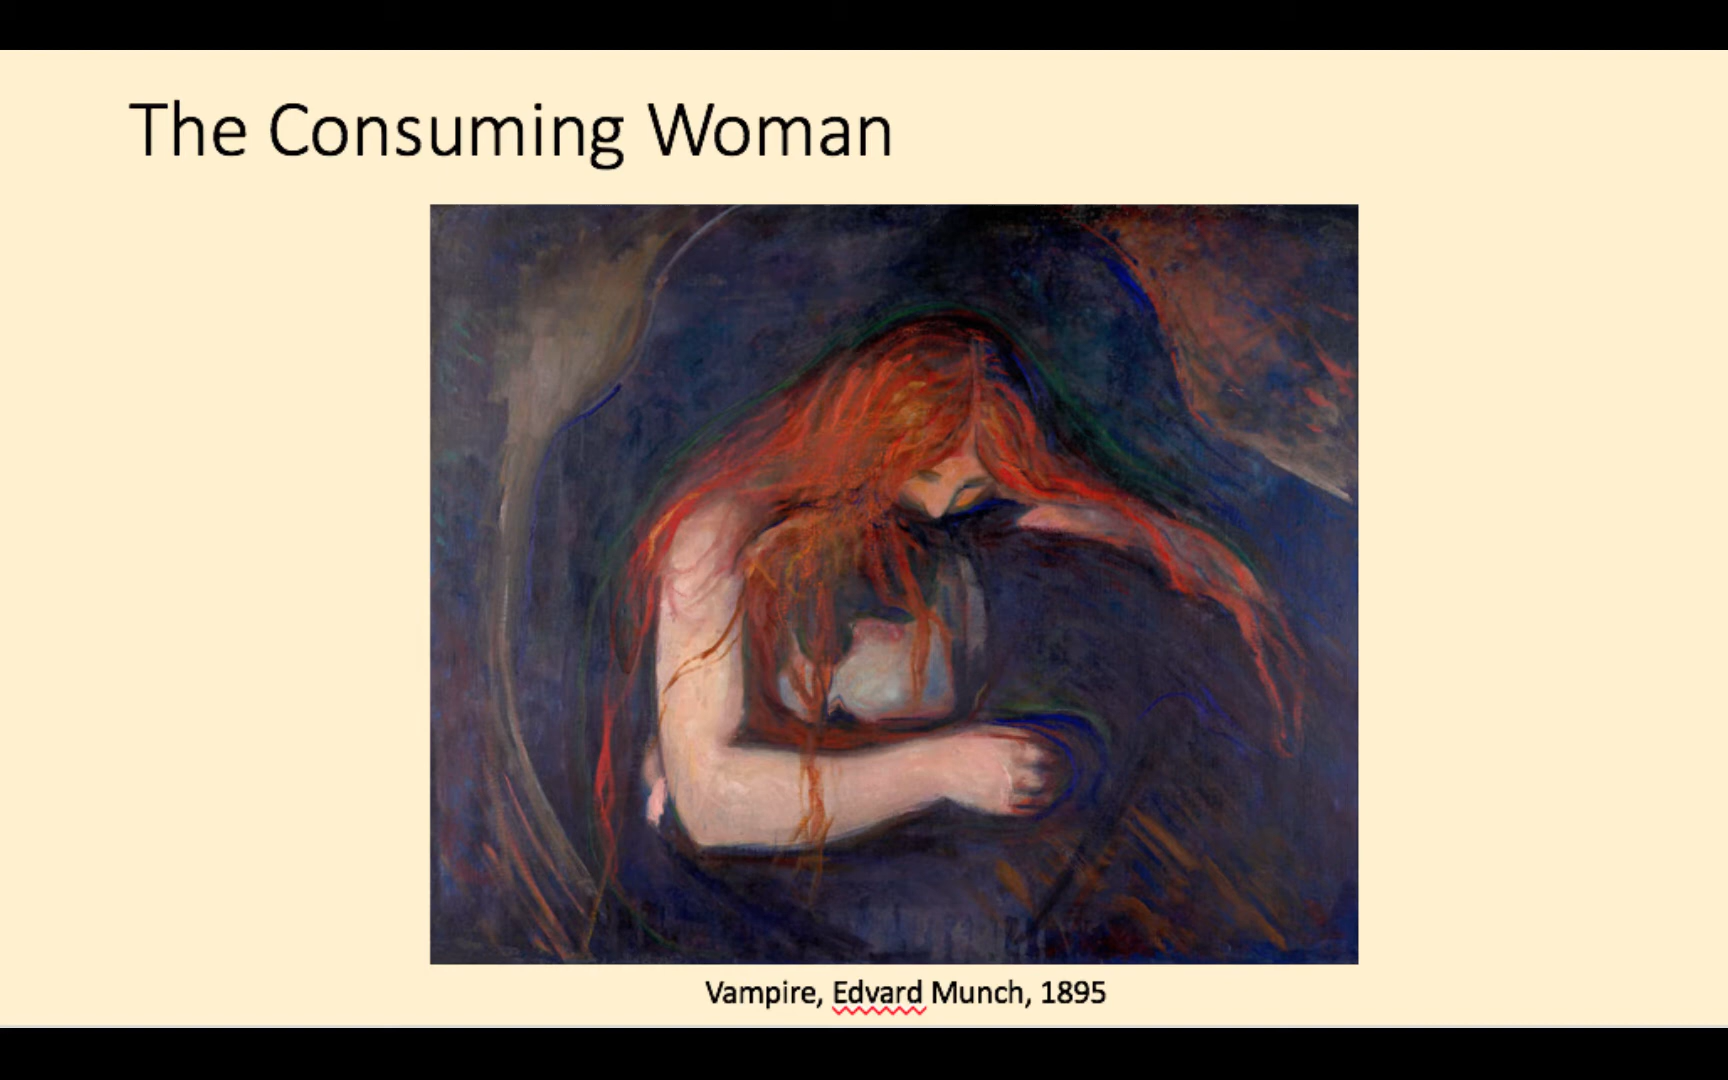 The Consuming Woman
Vampire, Edvard Munch, 1895